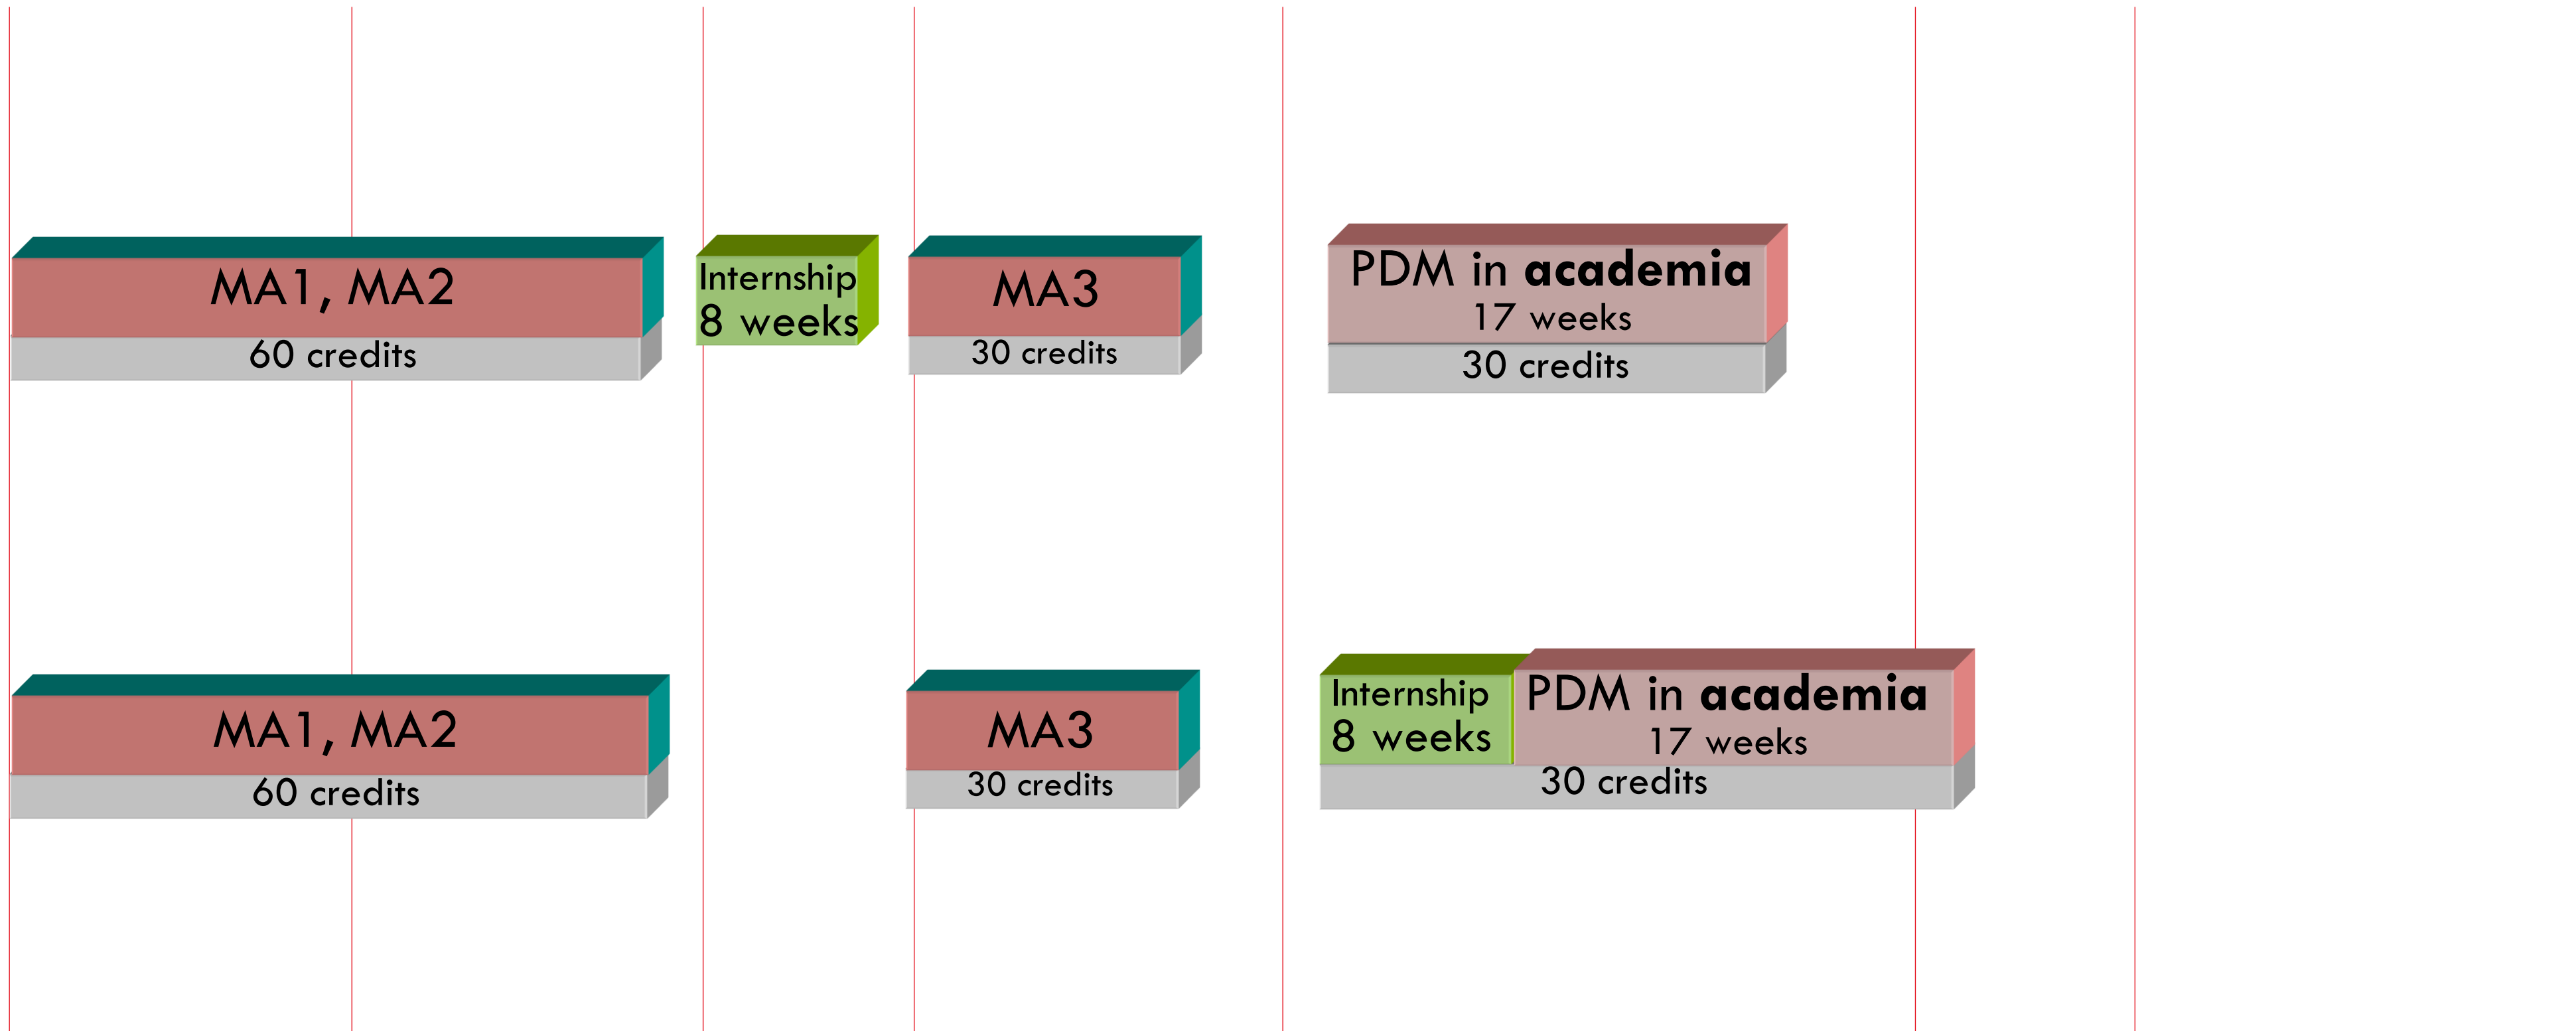 MA1, MA2
60 credits
Internship
8 weeks
MA3
30 credits
PDM in academia
17 weeks
30 credits
MA1, MA2
60 credits
MA3
30 credits
Internship
8 weeks
PDM in academia
17 weeks
30 credits